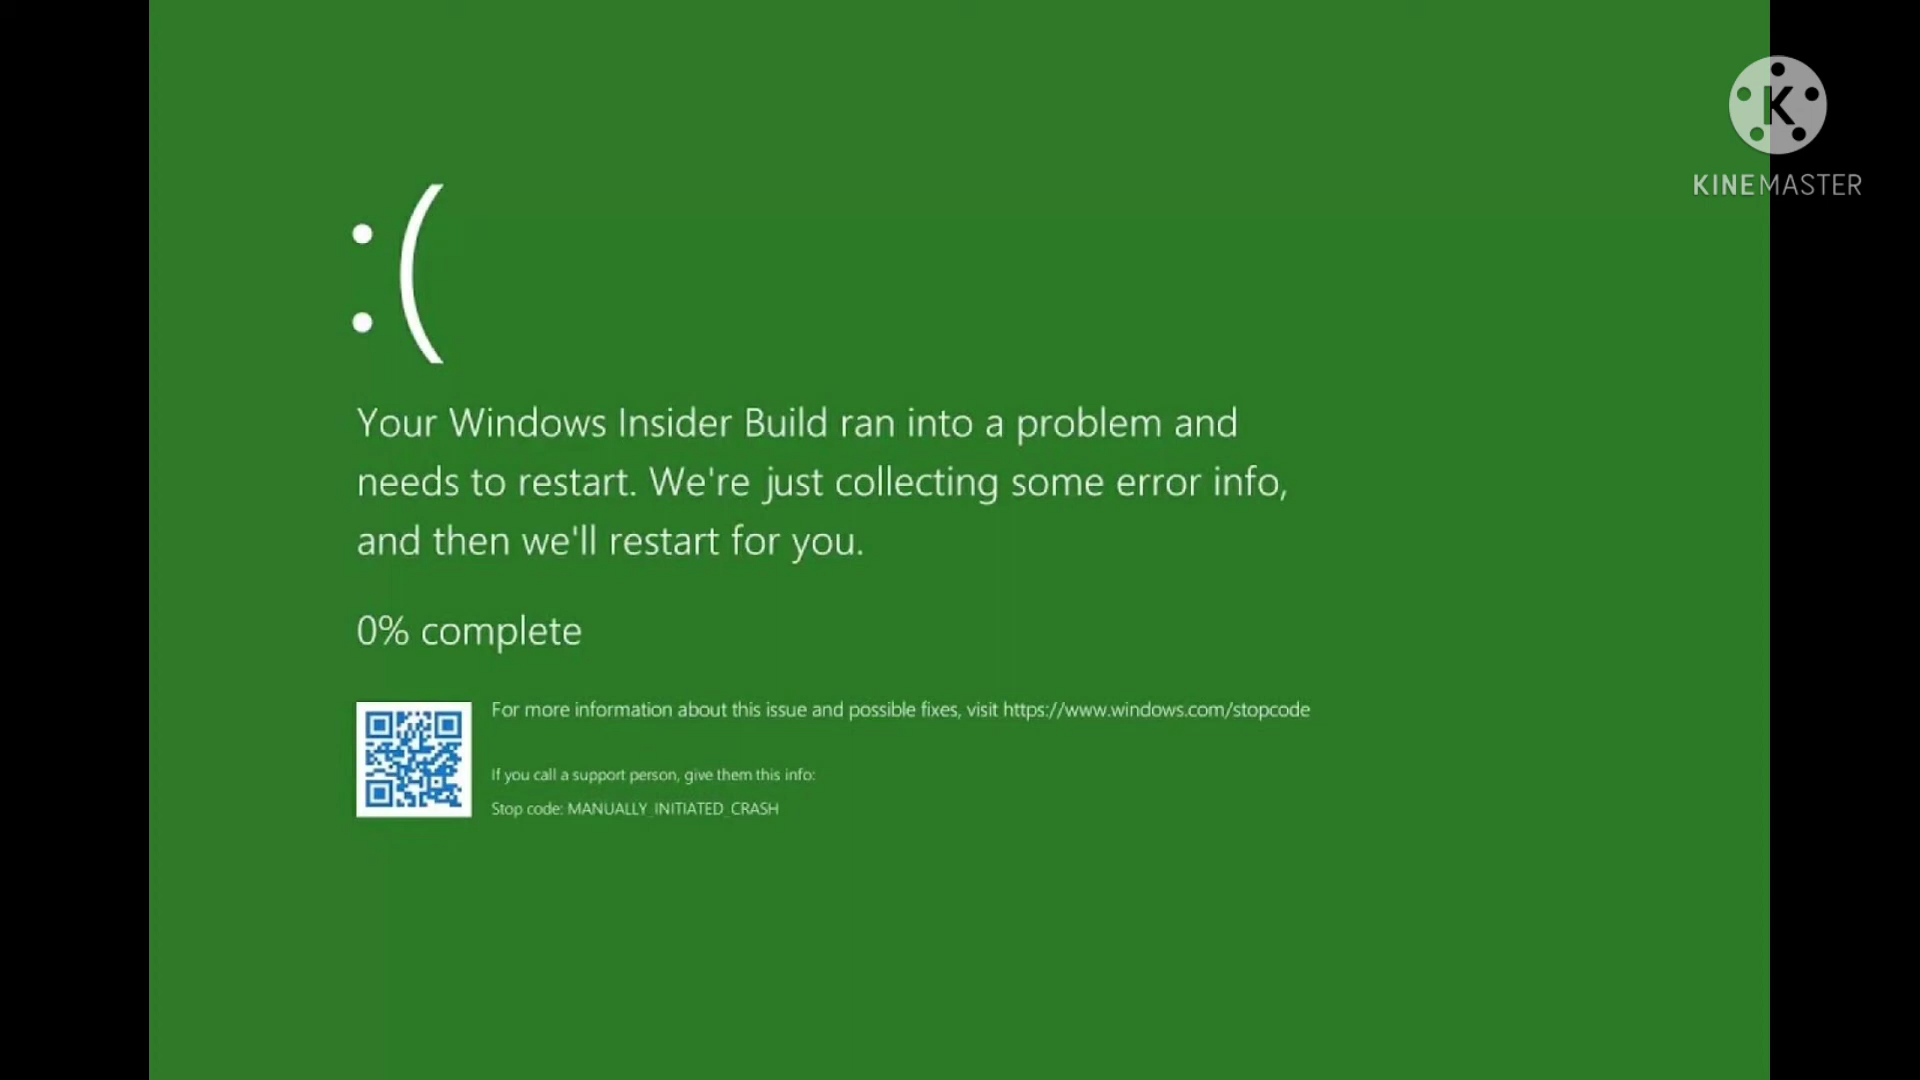 K
KINEMASTER
:(
Your Windows Insider Build ran into a problem and
needs to restart. We're just collecting some error info,
and then we'll restart for you.
0% complete
For more information about this issue and possible fixes, visit https://www.windows.com/stopcode
If you call a support person, give them this info:
Stop code: MANUALLY_INITIATED_CRASH